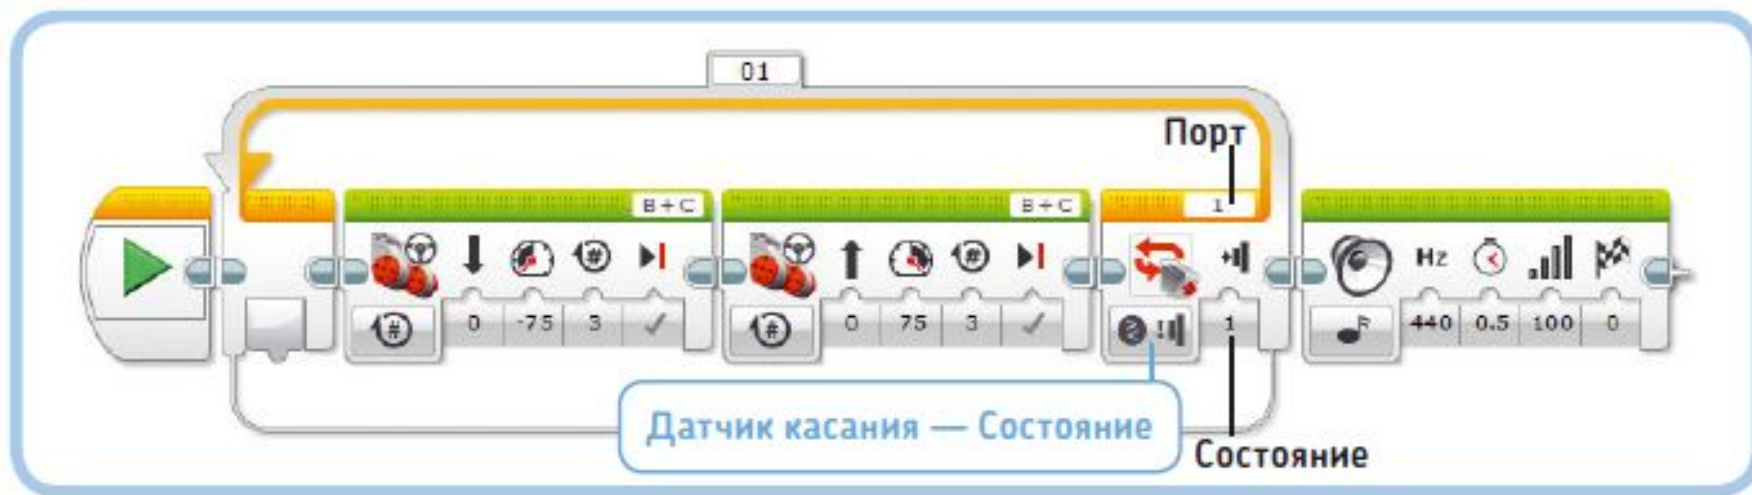 01
Порт
B+C
B+C
1
Hz
#
#
0 -75 3
#
0 75 3
#
1
440 0.5 100 0
Датчик касания — Состояние
Состояние